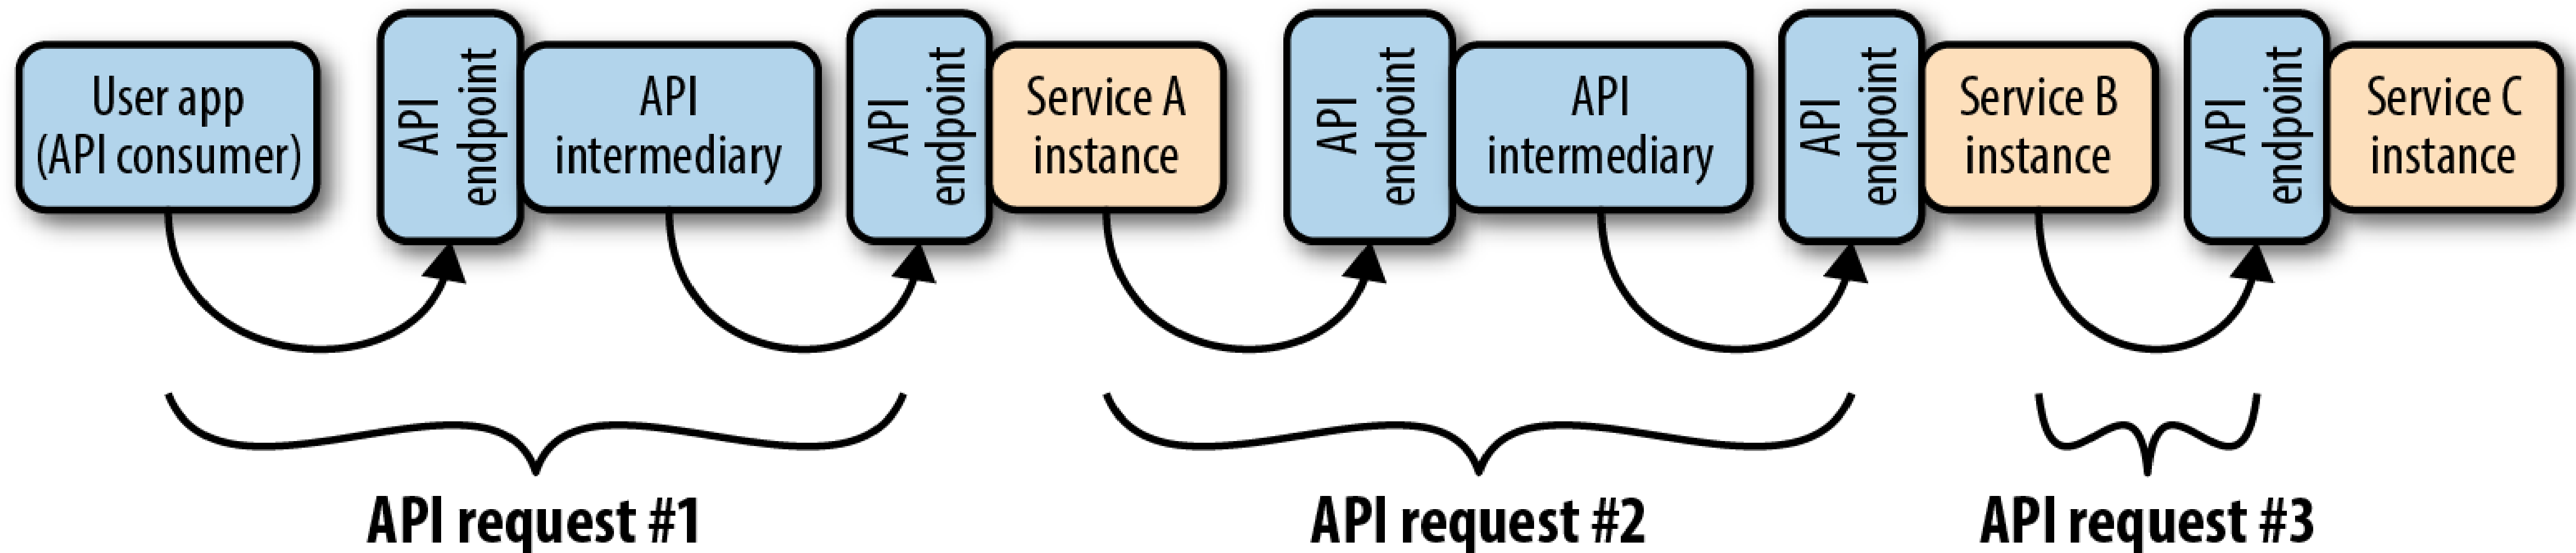 User app
(API consumer)
API
endpoint
API
intermediary
API
endpoint
Service A
instance
API
endpoint
API
intermediary
API
endpoint
Service B
instance
API
endpoint
Service C
instance
API request #1
API request #2
API request #3